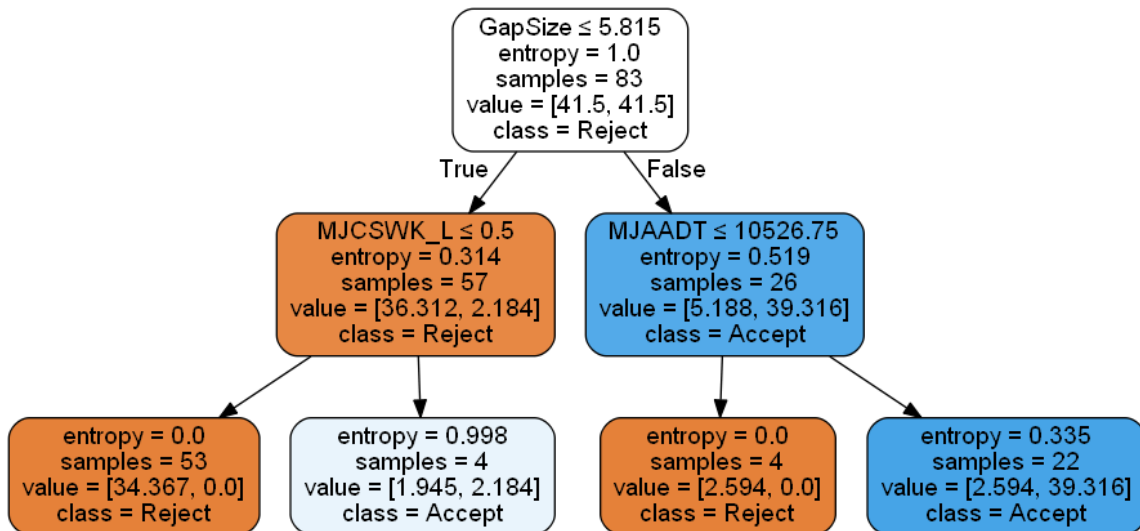 GapSize ≤ 5.815
entropy = 1.0
samples = 83
value = [41.5, 41.5]
class = Reject
True
False
MJCSWK_L ≤ 0.5
entropy = 0.314
samples = 57
value = [36.312, 2.184]
class = Reject
MJAADT ≤ 10526.75
entropy = 0.519
samples = 26
value = [5.188, 39.316]
class = Accept
entropy = 0.0
samples = 53
value = [34.367, 0.0]
class = Reject
entropy = 0.998
samples = 4
value = [1.945, 2.184]
class = Accept
entropy = 0.0
samples = 4
value = [2.594, 0.0]
class = Reject
entropy = 0.335
samples = 22
value = [2.594, 39.316]
class = Accept